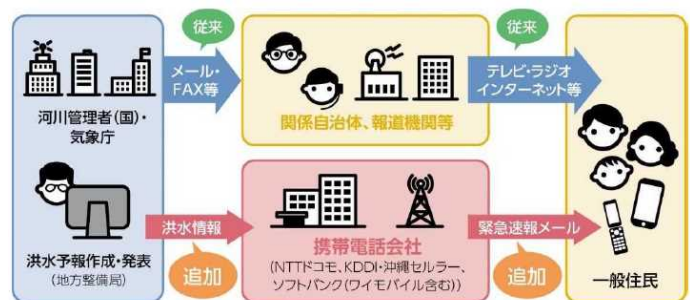 従来
従来
メール・
FAX等
テレビ・ラジオ
インターネット等
河川管理者(国)・
気象庁
関係自治体、報道機関等
洪水情報
緊急速報メール
携帯電話会社
(NTTドコモ、KDDI・沖縄セルラー、
ソフトバンク(ワイモバイル含む))
洪水予報作成・発表
(地方整備局)
追加
追加
一般住民